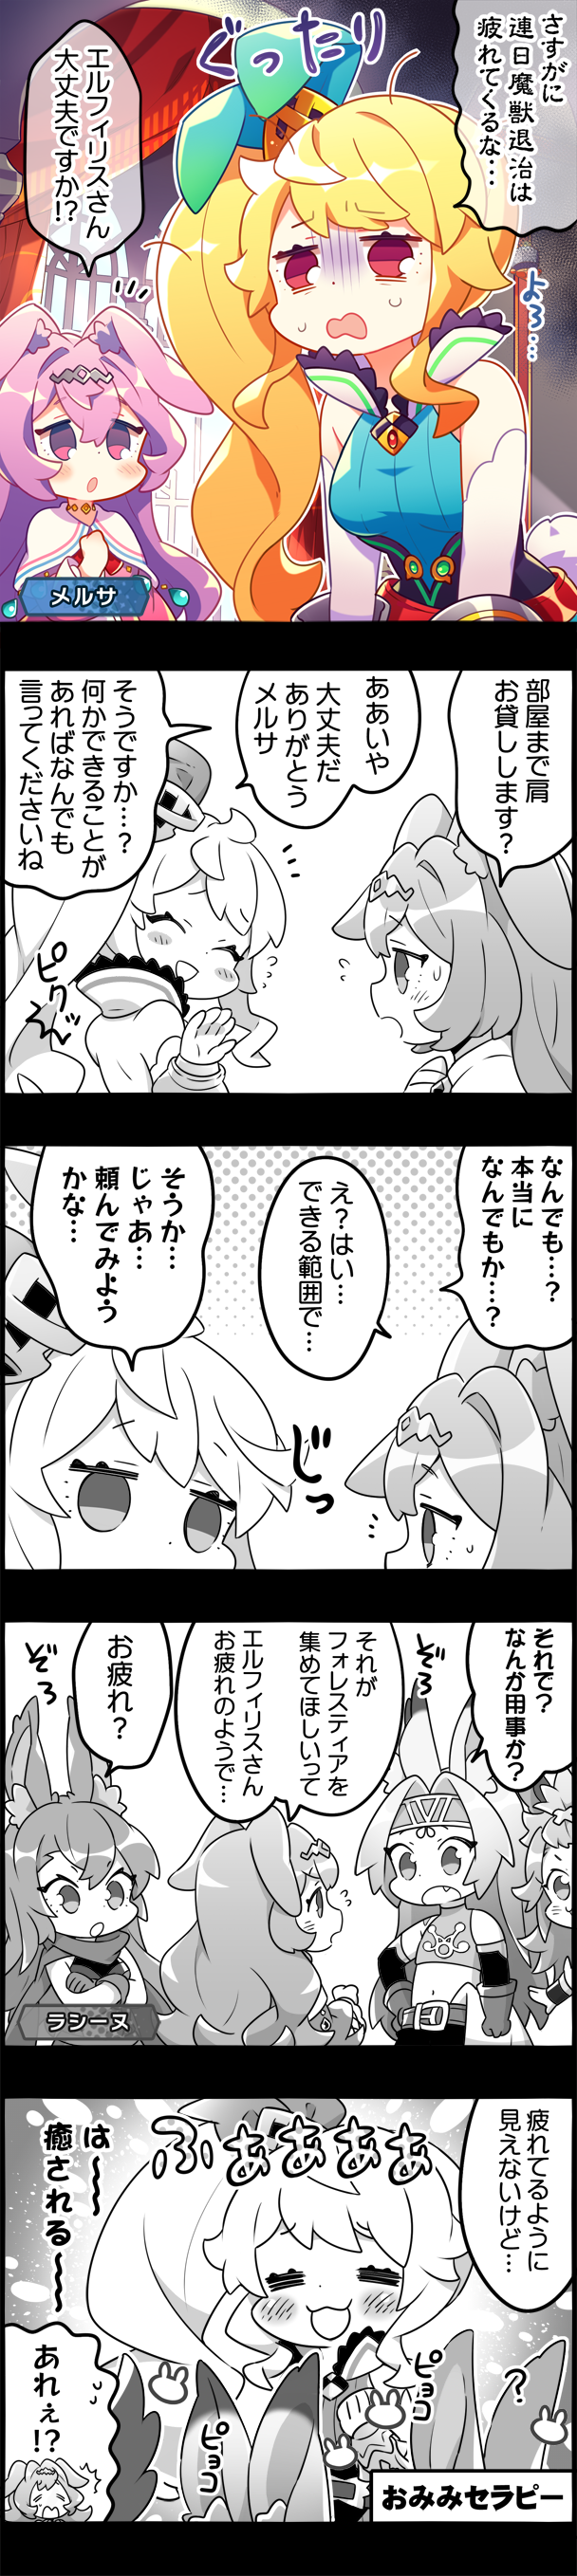 さすがに
連日魔獣退治は
疲れてくるな…
ぐったり
よろ…
エルフィリスさん
大丈夫ですか!?
メルサ
部屋まで肩
お貸しします?
ああいや
大丈夫だ
ありがとう
メルサ
そうですか…?
何かできることが
あればなんでも
言ってくださいね
ピクッ
なんでも…?
本当に
なんでもか…?
え?はい…
できる範囲で…
じっ
そうか…
じゃあ…
頼んでみよう
かな…
それで?
なんか用事か?
ぞろ
それが
フォレスティアを
集めてほしいって
エルフィリスさん
お疲れのようで…
お疲れ?
ぞろ
ラシーヌ
疲れてるように
見えないけど…
ふぁぁぁぁ
は〜〜
癒される〜〜
ピョコ
?
ピョコ
あれぇ!?
おみみセラピー